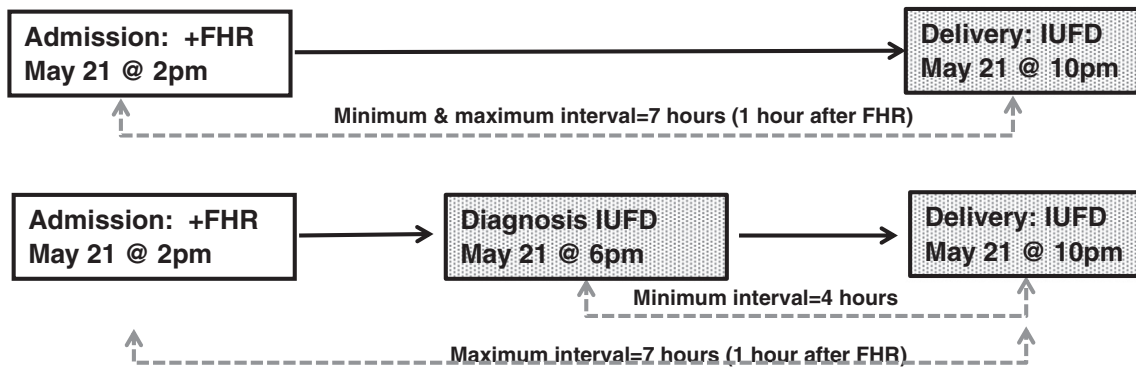 Admission:  +FHR
May 21 @ 2pm
Delivery: IUFD
May 21 @ 10pm
Minimum & maximum interval=7 hours (1 hour after FHR)
Admission:  +FHR
May 21 @ 2pm
Diagnosis IUFD
May 21 @ 6pm
Delivery: IUFD
May 21 @ 10pm
Minimum interval=4 hours
Maximum interval=7 hours (1 hour after FHR)